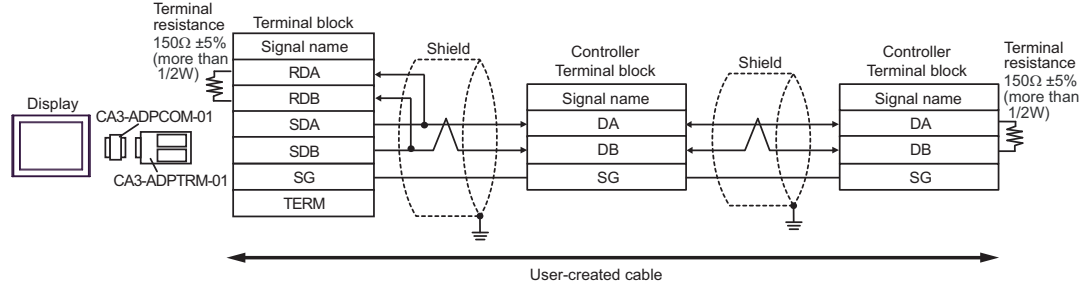 Terminal
resistance
150Ω ±5%
(more than
1/2W)
Display
CA3-ADPCOM-01
CA3-ADPTRM-01
Terminal block
Signal name
RDA
RDB
SDA
SDB
SG
TERM
Shield
Controller
Terminal block
Signal name
DA
DB
SG
Shield
Controller
Terminal block
Signal name
DA
DB
SG
Terminal
resistance
150Ω ±5%
(more than
1/2W)
User-created cable